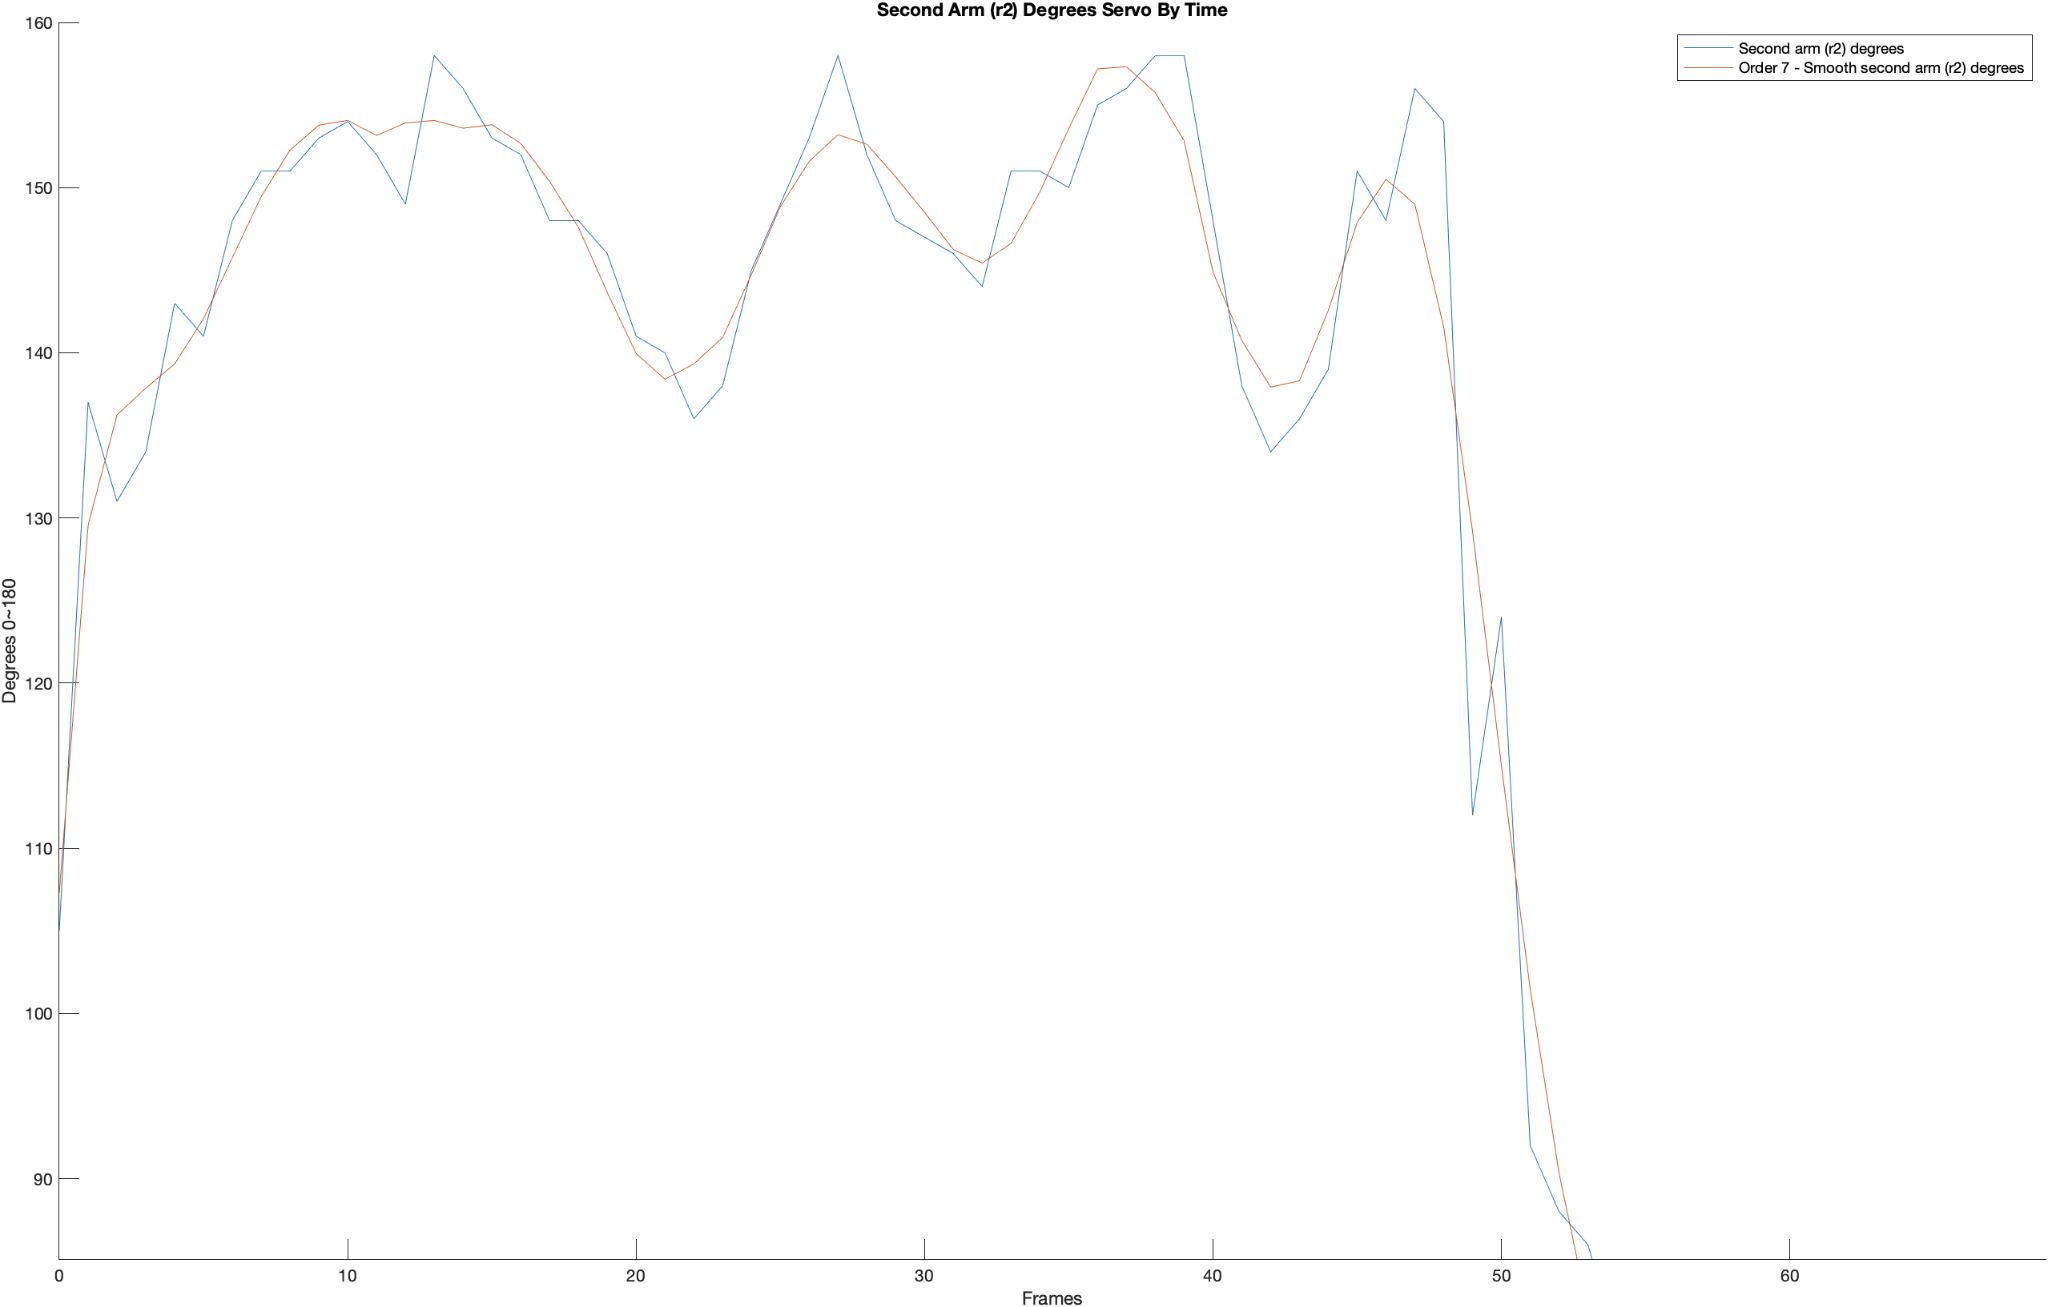 Second Arm (r2) Degrees Servo By Time
Second arm (r2) degrees
Order 7 - Smooth second arm (r2) degrees
Degrees 0~180
160
150
140
130
120
110
100
90
0 10 20 30 40 50 60
Frames